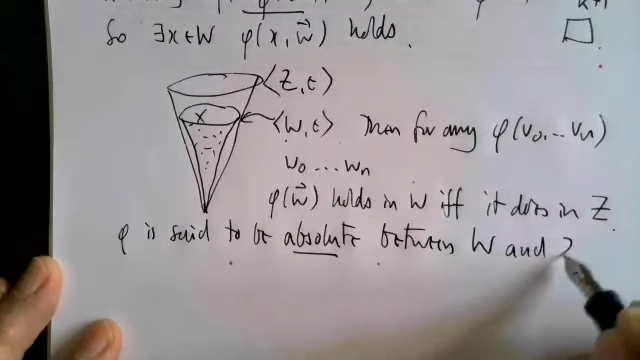 So ∃x∈W φ(x, w⃗) holds. □
⟨Z, ε⟩
x ⟨W, ε⟩ Then for any φ(v₀,...vₙ)
w₀ ... wₙ
φ(w⃗) holds in W iff it does in Z.
φ is said to be absolute between W and Z